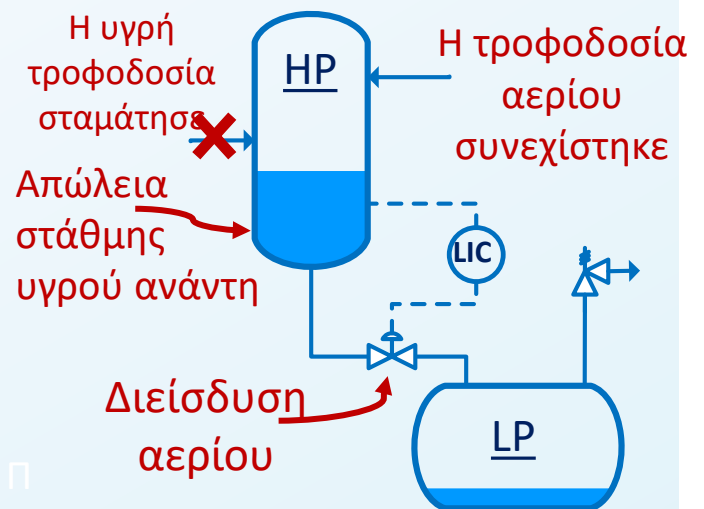 Η υγρή
τροφοδοσία
σταμάτησε
HP
Η τροφοδοσία
αερίου
συνεχίστηκε
Απώλεια
στάθμης
υγρού ανάντη
LIC
Διείσδυση
αερίου
LP
Π